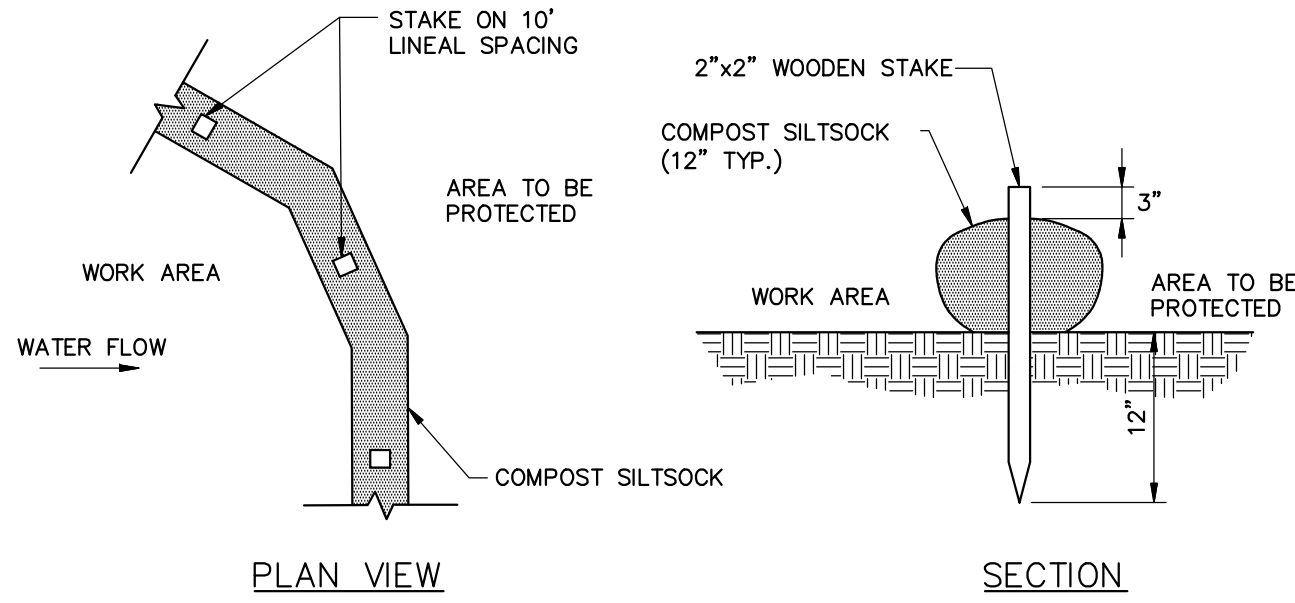 STAKE ON 10'
LINEAL SPACING
AREA TO BE
PROTECTED
WORK AREA
WATER FLOW
COMPOST SILTSOCK
PLAN VIEW
2"x2" WOODEN STAKE
COMPOST SILTSOCK
(12" TYP.)
3"
WORK AREA
AREA TO BE
PROTECTED
12"
SECTION